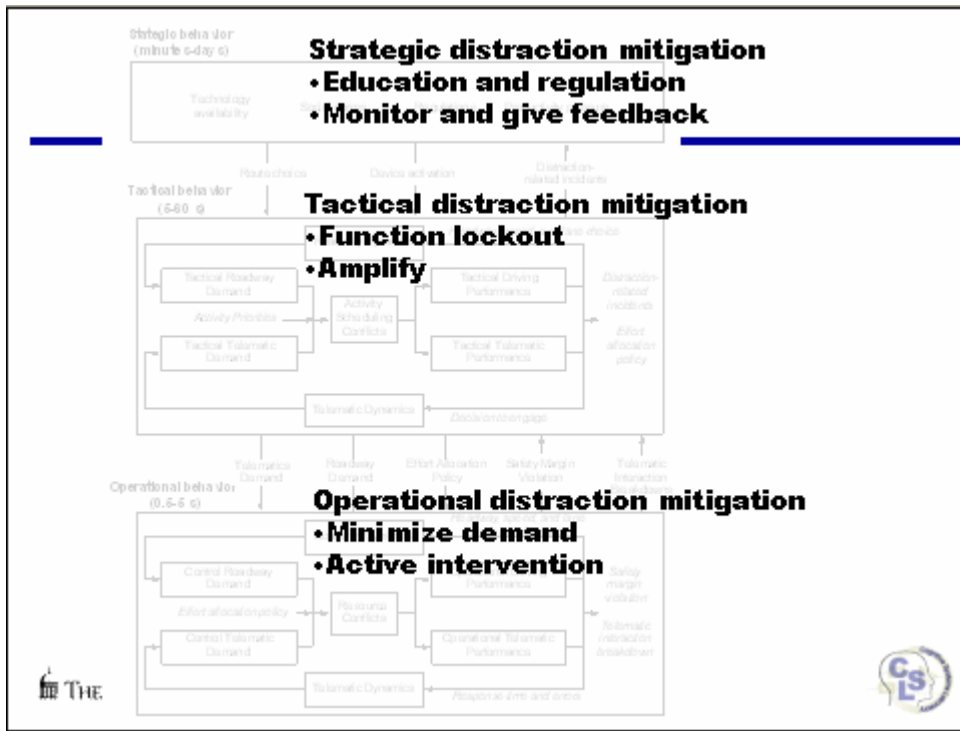 Strategic behavior
(minutes-days)
Strategic distraction mitigation
•Education and regulation
•Monitor and give feedback
Technology
availability
Route choice
Device activation
Distraction-
related incidents
Tactical behavior
(5-60 s)
Tactical distraction mitigation
•Function lockout
•Amplify
choice
Tactical Roadway
Demand
Tactical Driving
Performance
Distraction-
related
incidents
Activity Priorities
Activity
Scheduling
Conflicts
Effort
allocation
policy
Tactical Telematic
Demand
Tactical Telematic
Performance
Telematic Dynamics
Decision to engage
Telematics
Demand
Roadway
Demand
Effort Allocation
Policy
Safety Margin
Violation
Telematic
Interaction
Breakdowns
Operational behavior
(0.5-5 s)
Operational distraction mitigation
•Minimize demand
•Active intervention
Control Roadway
Demand
Performance
Safety
margin
violation
Effort allocation policy
Resource
Conflicts
Telematic
interaction
breakdown
Control Telematic
Demand
Operational Telematic
Performance
Telematic Dynamics
Response time and errors
THE
CSL